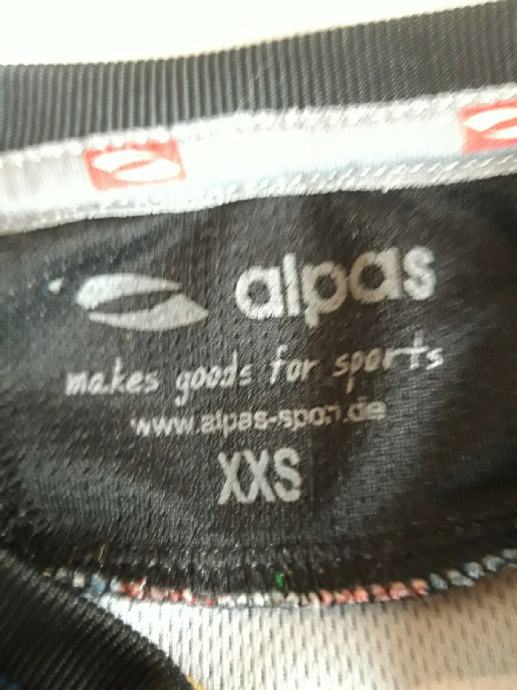 alpas
makes goods for sports
www.alpas-sport.de
XXS